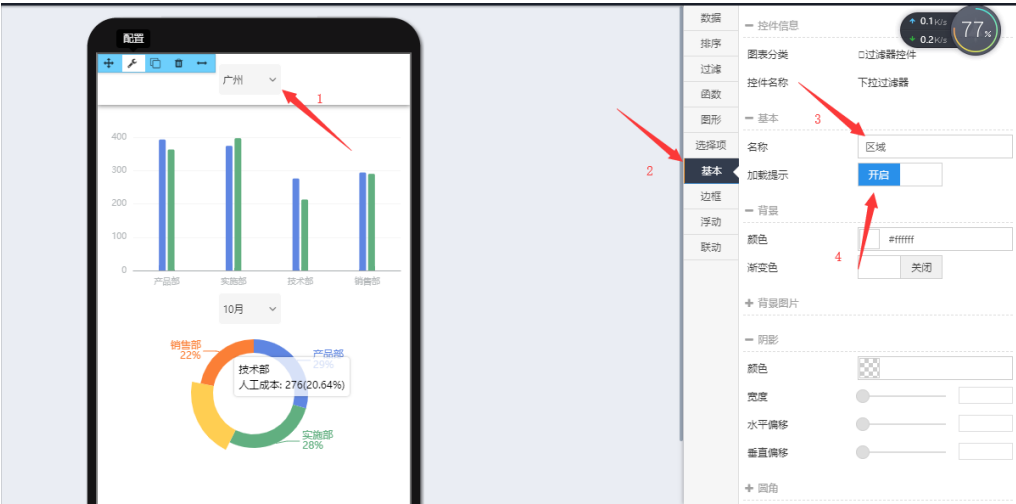 配置
广州
1
400
300
200
100
0
产品部
实施部
技术部
销售部
10月
销售部
22%
产品部
29%
技术部
人工成本: 276(20.64%)
实施部
28%
2
数据
排序
过滤
函数
图形
选择项
基本
边框
浮动
联动
控件信息
0.1K/s
0.2K/s
77%
图表分类
过滤器控件
控件名称
下拉过滤器
基本
3
名称
区域
加载提示
开启
背景
颜色
#ffffff
4
渐变色
关闭
背景图片
阴影
颜色
宽度
水平偏移
垂直偏移
圆角